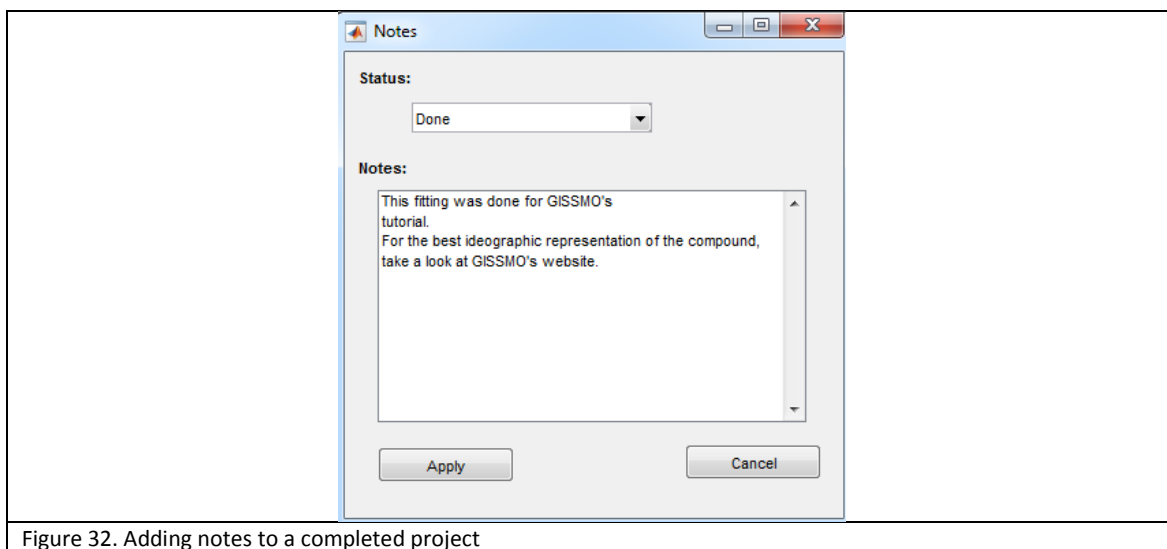 Notes
Status:
Done
Notes:
This fitting was done for GISSMO's
tutorial.
For the best ideographic representation of the compound,
take a look at GISSMO's website.
Apply
Cancel
Figure 32. Adding notes to a completed project